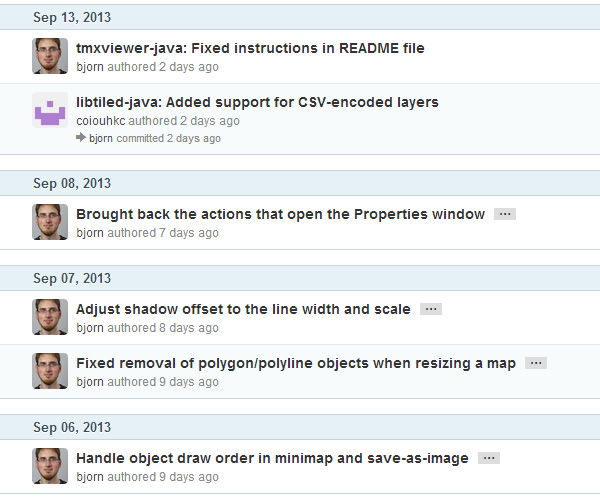 Sep 13, 2013
tmxviewer-java: Fixed instructions in README file
bjorn authored 2 days ago
libtiled-java: Added support for CSV-encoded layers
coiouhkc authored 2 days ago
bjorn committed 2 days ago
Sep 08, 2013
Brought back the actions that open the Properties window ...
bjorn authored 7 days ago
Sep 07, 2013
Adjust shadow offset to the line width and scale ...
bjorn authored 8 days ago
Fixed removal of polygon/polyline objects when resizing a map ...
bjorn authored 9 days ago
Sep 06, 2013
Handle object draw order in minimap and save-as-image ...
bjorn authored 9 days ago